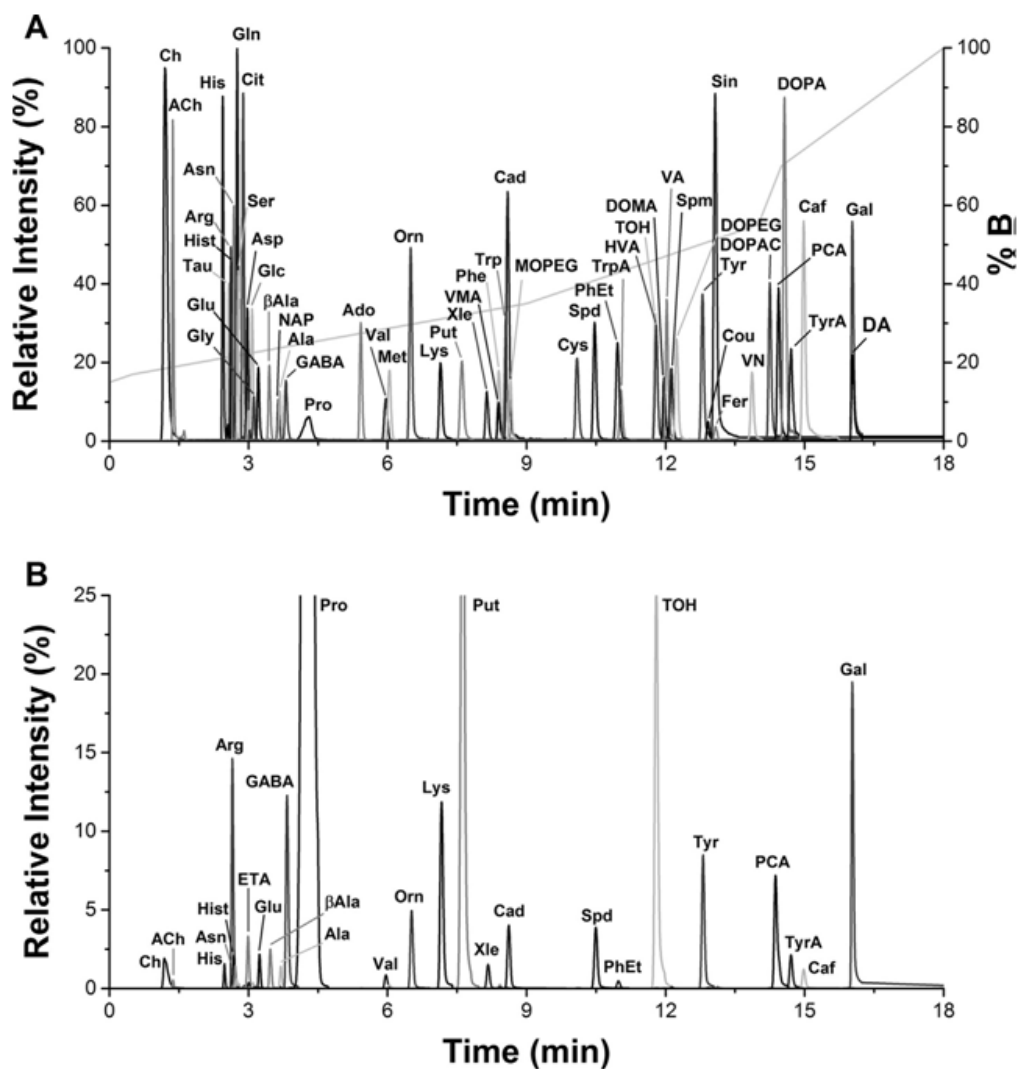 A
Relative Intensity (%)
100
80
60
40
20
0
Ch
ACh
His
Gln
Cit
Asn
Ser
Arg
Hist
Asp
Tau
Glc
Glu
βAla
Gly
NAP
Ala
GABA
Pro
Ado
Val
Met
Orn
Put
Lys
Xle
VMA
Phe
Trp
Cad
MOPEG
Cys
Spd
PhEt
TrpA
HVA
TOH
DOMA
VA
Spm
Sin
DOPEG
DOPAC
Tyr
Cou
Fer
VN
DOPA
PCA
TyrA
Caf
Gal
DA
100
80
60
40
20
0
% B
0 3 6 9 12 15 18
Time (min)
B
Relative Intensity (%)
25
20
15
10
5
0
Ch
ACh
His
Asn
Hist
Arg
ETA
Glu
GABA
βAla
Ala
Pro
Val
Orn
Lys
Put
Xle
Cad
Spd
PhEt
TOH
Tyr
PCA
TyrA
Caf
Gal
0 3 6 9 12 15 18
Time (min)